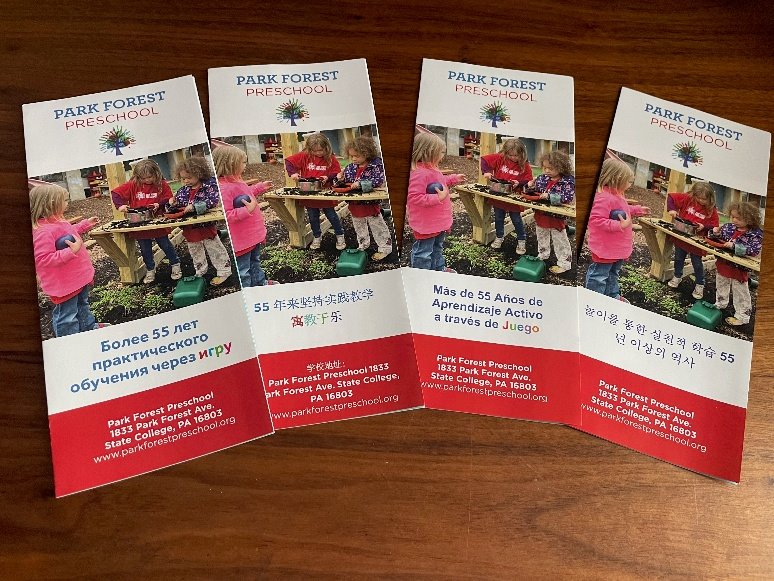 PARK FOREST
PRESCHOOL
Более 55 лет
практического
обучения через игру
Park Forest Preschool
1833 Park Forest Ave.
State College, PA 16803
www.parkforestpreschool.org
PARK FOREST
PRESCHOOL
55 年来坚持实践教学
寓教于乐
学校地址:
Park Forest Preschool 1833
Park Forest Ave. State College,
PA 16803
www.parkforestpreschool.org
PARK FOREST
PRESCHOOL
Más de 55 Años de
Aprendizaje Activo
a través de Juego
Park Forest Preschool
1833 Park Forest Ave.
State College, PA 16803
www.parkforestpreschool.org
PARK FOREST
PRESCHOOL
놀이를 통한 실천적 학습 55
년 이상의 역사
Park Forest Preschool
1833 Park Forest Ave.
State College, PA 16803
www.parkforestpreschool.org